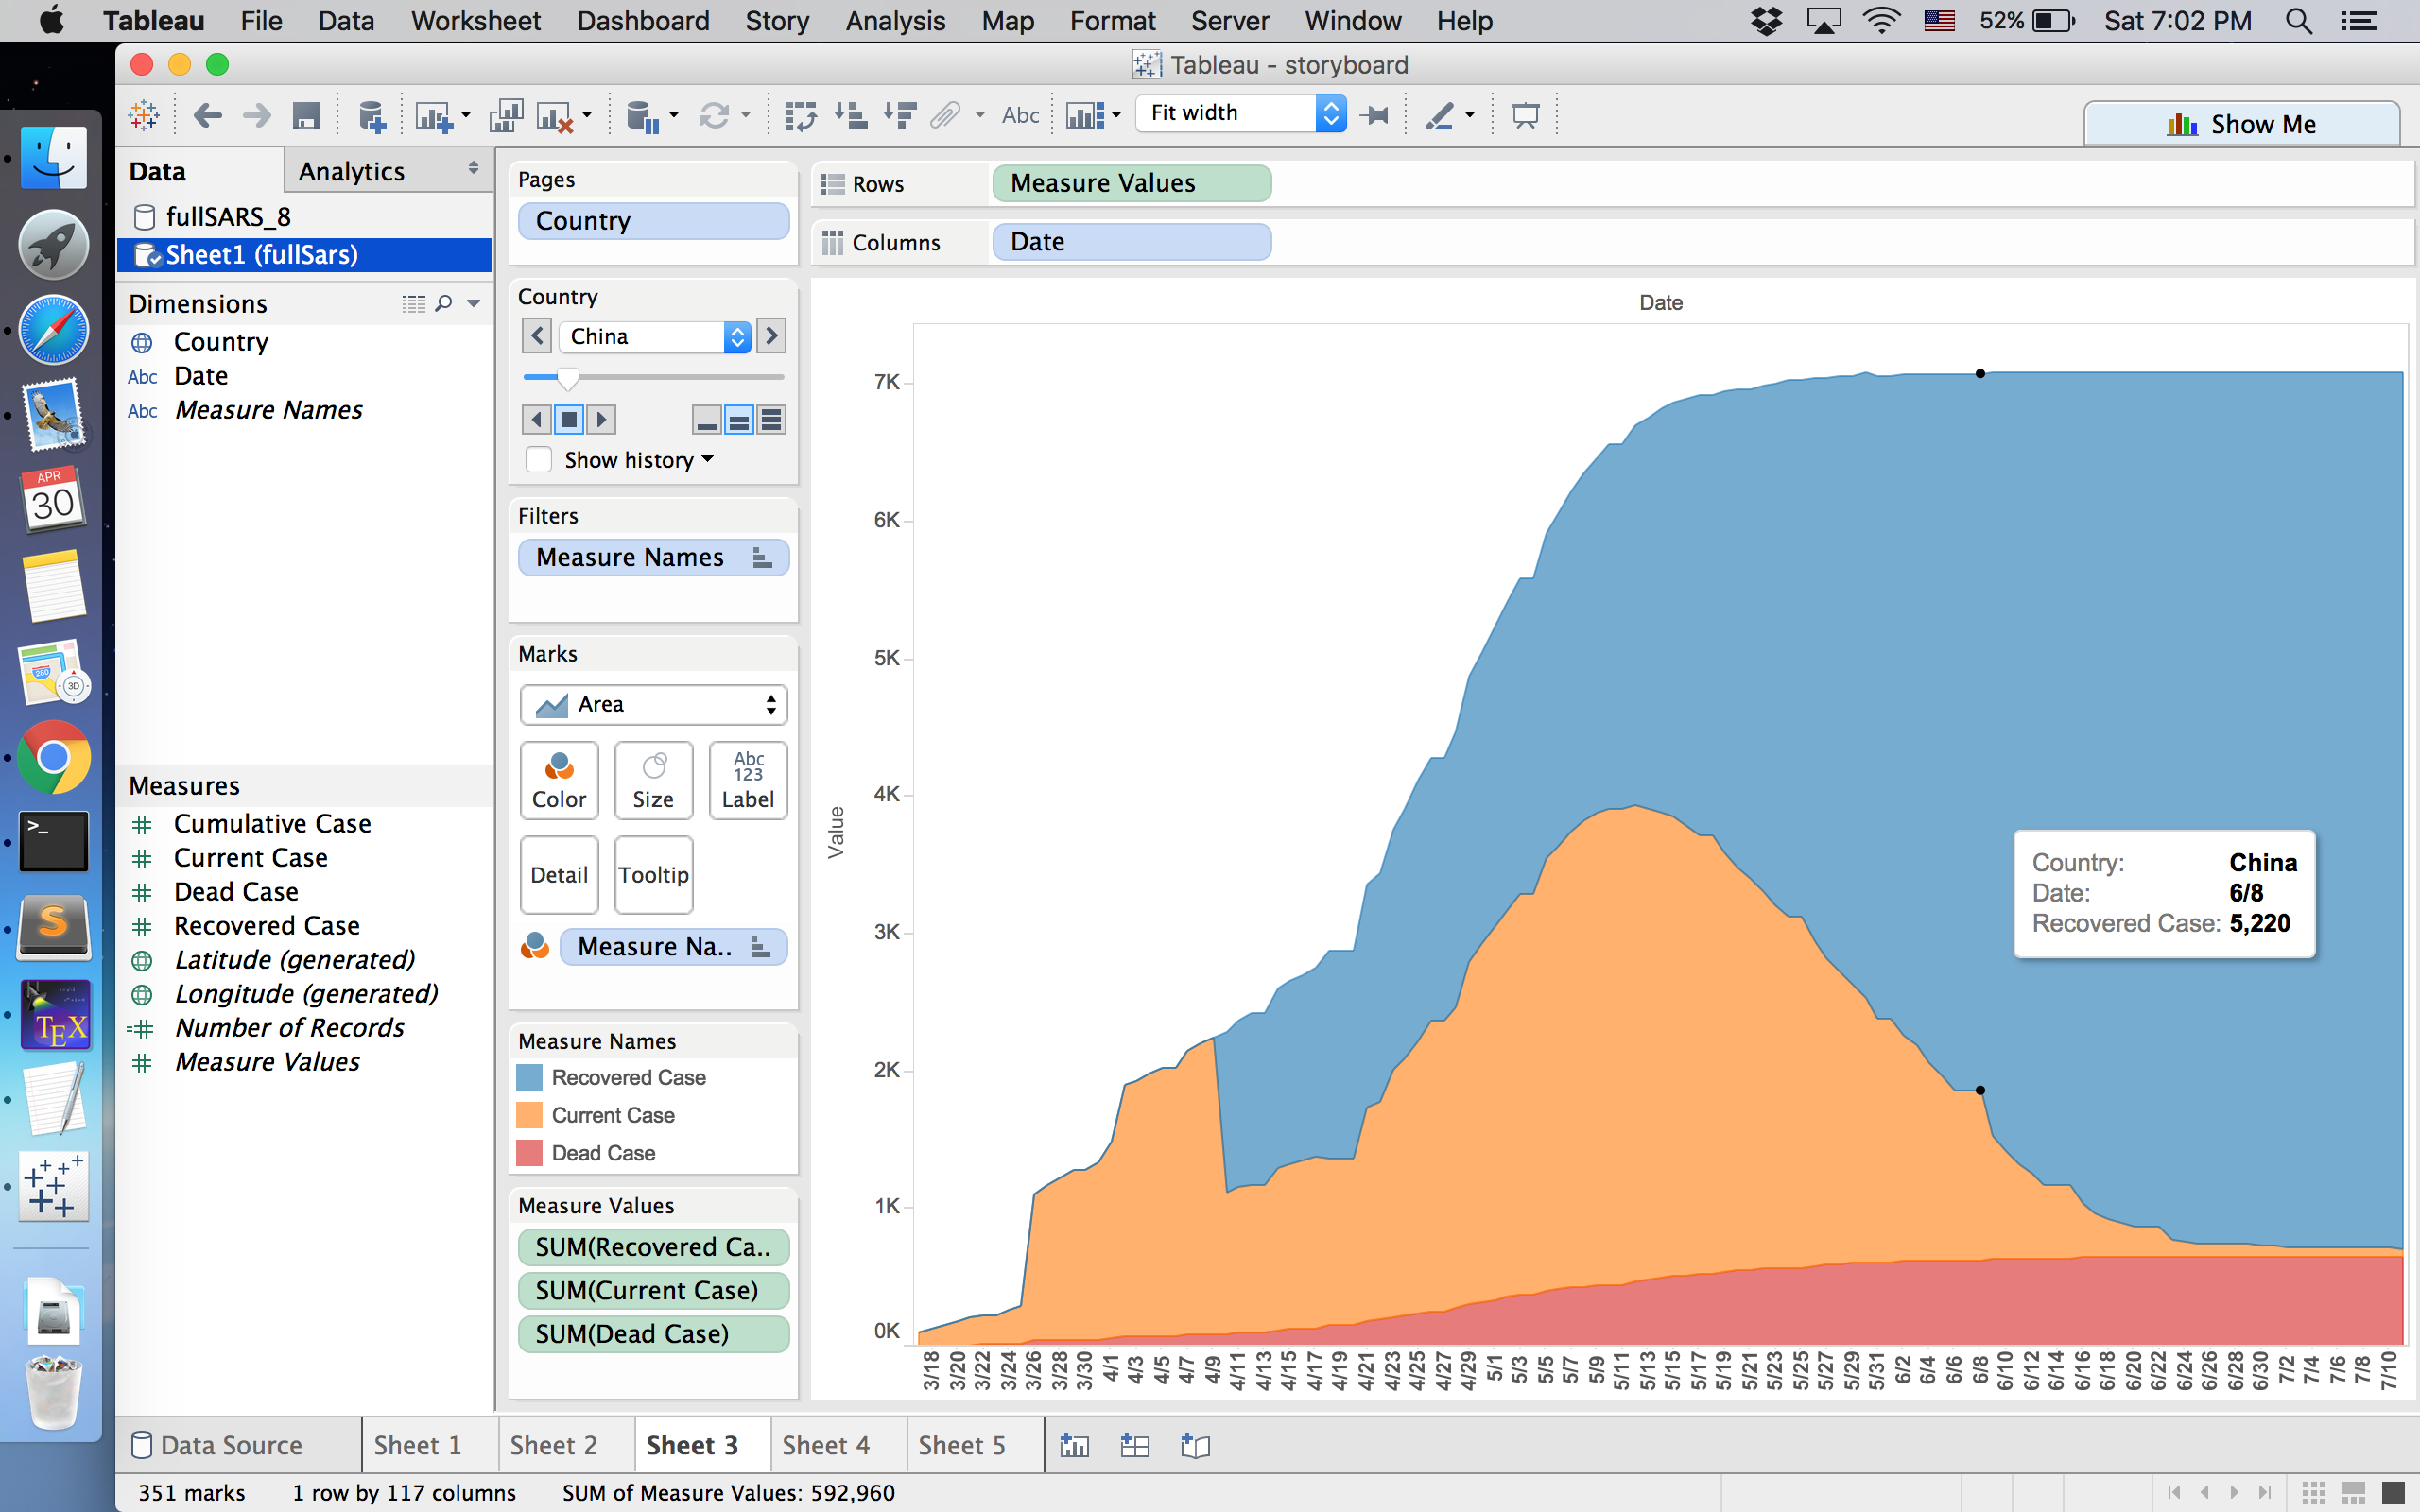 Tableau File Data Worksheet Dashboard Story Analysis Map Format Server Window Help 52% Sat 7:02 PM
Tableau - storyboard
Abc Fit width Show Me
Data Analytics
fullSARS_8
Sheet1 (fullSars)
Dimensions
Country
Abc Date
Abc Measure Names
Measures
Cumulative Case
Current Case
Dead Case
Recovered Case
Latitude (generated)
Longitude (generated)
Number of Records
Measure Values
Pages
Country
Country
China
Show history
Filters
Measure Names
Marks
Area
Color
Size
Abc
123
Label
Detail
Tooltip
Measure Na..
Measure Names
Recovered Case
Current Case
Dead Case
Measure Values
SUM(Recovered Ca..
SUM(Current Case)
SUM(Dead Case)
Rows Measure Values
Columns Date
Date
7K
6K
5K
4K
3K
2K
1K
0K
Value
Country: China
Date: 6/8
Recovered Case: 5,220
3/18 3/20 3/22 3/24 3/26 3/28 3/30 4/1 4/3 4/5 4/7 4/9 4/11 4/13 4/15 4/17 4/19 4/21 4/23 4/25 4/27 4/29 5/1 5/3 5/5 5/7 5/9 5/11 5/13 5/15 5/17 5/19 5/21 5/23 5/25 5/27 5/29 5/31 6/2 6/4 6/6 6/8 6/10 6/12 6/14 6/16 6/18 6/20 6/22 6/24 6/26 6/28 6/30 7/2 7/4 7/6 7/8 7/10
Data Source Sheet 1 Sheet 2 Sheet 3 Sheet 4 Sheet 5
351 marks 1 row by 117 columns SUM of Measure Values: 592,960
APR
30
280
3D
>_
S
TEX